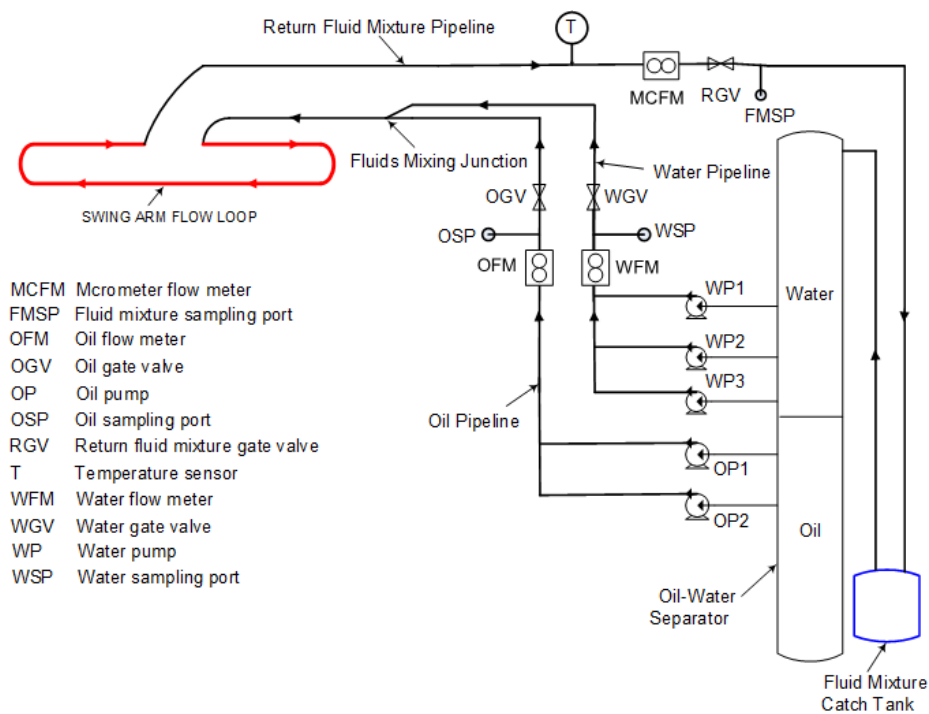 Return Fluid Mixture Pipeline
T
MCFM
RGV
FMSP
Fluids Mixing Junction
Water Pipeline
SWING ARM FLOW LOOP
OGV
WGV
OSP
WSP
OFM
WFM
WP1
Water
WP2
WP3
Oil Pipeline
OP1
OP2
Oil
Oil-Water
Separator
Fluid Mixture
Catch Tank
MCFM Mcrometer flow meter
FMSP Fluid mixture sampling port
OFM Oil flow meter
OGV Oil gate valve
OP Oil pump
OSP Oil sampling port
RGV Return fluid mixture gate valve
T Temperature sensor
WFM Water flow meter
WGV Water gate valve
WP Water pump
WSP Water sampling port